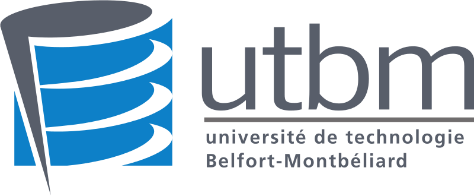 utbm
université de technologie
Belfort-Montbéliard